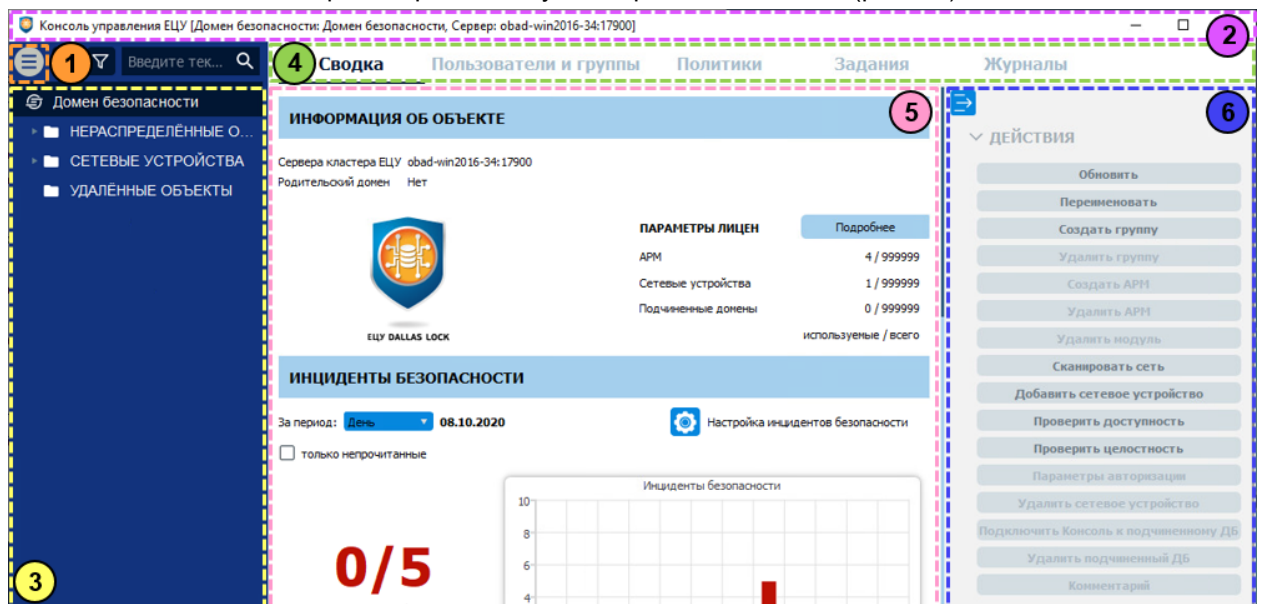 Консоль управления ЕЦУ [Домен безопасности: Домен безопасности, Сервер: obad-win2016-34:17900]
2
1
Введите тек...
4
Сводка
Пользователи и группы
Политики
Задания
Журналы
Домен безопасности
НЕРАСПРЕДЕЛЁННЫЕ О...
СЕТЕВЫЕ УСТРОЙСТВА
УДАЛЁННЫЕ ОБЪЕКТЫ
3
ИНФОРМАЦИЯ ОБ ОБЪЕКТЕ
5
Сервера кластера ЕЦУ obad-win2016-34:17900
Родительский домен Нет
ЕЦУ DALLAS LOCK
ПАРАМЕТРЫ ЛИЦЕН
Подробнее
АРМ 4 / 999999
Сетевые устройства 1 / 999999
Подчиненные домены 0 / 999999
используемые / всего
ИНЦИДЕНТЫ БЕЗОПАСНОСТИ
За период: День 08.10.2020
Настройка инцидентов безопасности
только непрочитанные
0/5
Инциденты безопасности
10
8
6
4
6
ДЕЙСТВИЯ
Обновить
Переименовать
Создать группу
Удалить группу
Создать АРМ
Удалить АРМ
Удалить модуль
Сканировать сеть
Добавить сетевое устройство
Проверить доступность
Проверить целостность
Параметры авторизации
Удалить сетевое устройство
Подключить Консоль к подчиненному ДБ
Удалить подчиненный ДБ
Комментарий